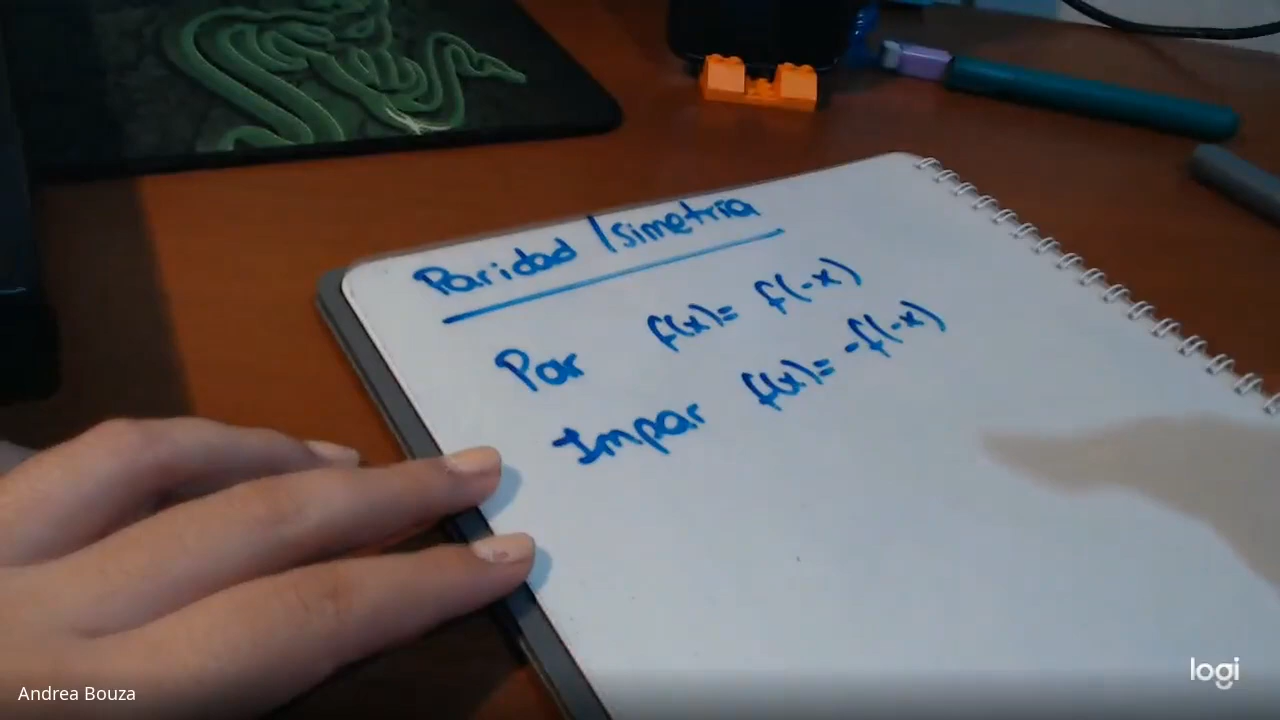 Paridad / simetría
Par f(x)= f(-x)
Impar f(x)= -f(-x)
Andrea Bouza
logi